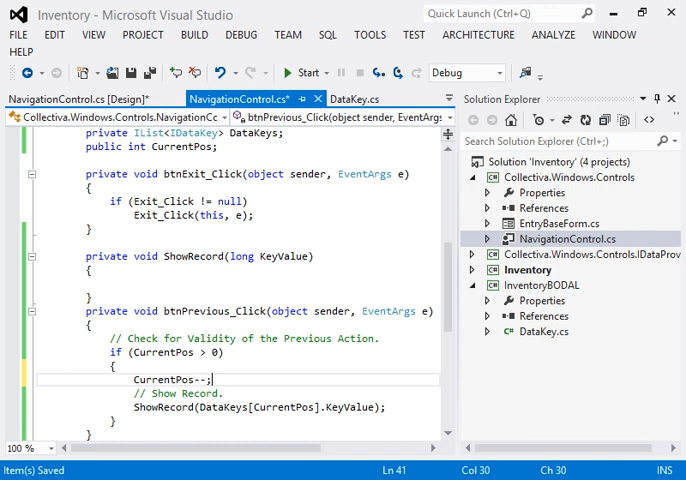 Inventory - Microsoft Visual Studio
Quick Launch (Ctrl+Q)
FILE EDIT VIEW PROJECT BUILD DEBUG TEAM SQL TOOLS TEST ARCHITECTURE ANALYZE WINDOW
HELP
Start Debug
NavigationControl.cs [Design]* NavigationControl.cs* DataKey.cs
Collectiva.Windows.Controls.NavigationCc btnPrevious_Click(object sender, EventArgs
private IList<IDataKey> DataKeys;
public int CurrentPos;
private void btnExit_Click(object sender, EventArgs e)
{
if (Exit_Click != null)
Exit_Click(this, e);
}
private void ShowRecord(long KeyValue)
{
}
private void btnPrevious_Click(object sender, EventArgs e)
{
// Check for Validity of the Previous Action.
if (CurrentPos > 0)
{
CurrentPos--;
// Show Record.
ShowRecord(DataKeys[CurrentPos].KeyValue);
}
}
100 %
Solution Explorer
Search Solution Explorer (Ctrl+;)
Solution 'Inventory' (4 projects)
Collectiva.Windows.Controls
Properties
References
EntryBaseForm.cs
NavigationControl.cs
Collectiva.Windows.Controls.IDataProv
Inventory
InventoryBODAL
Properties
References
DataKey.cs
Item(s) Saved Ln 41 Col 30 Ch 30 INS